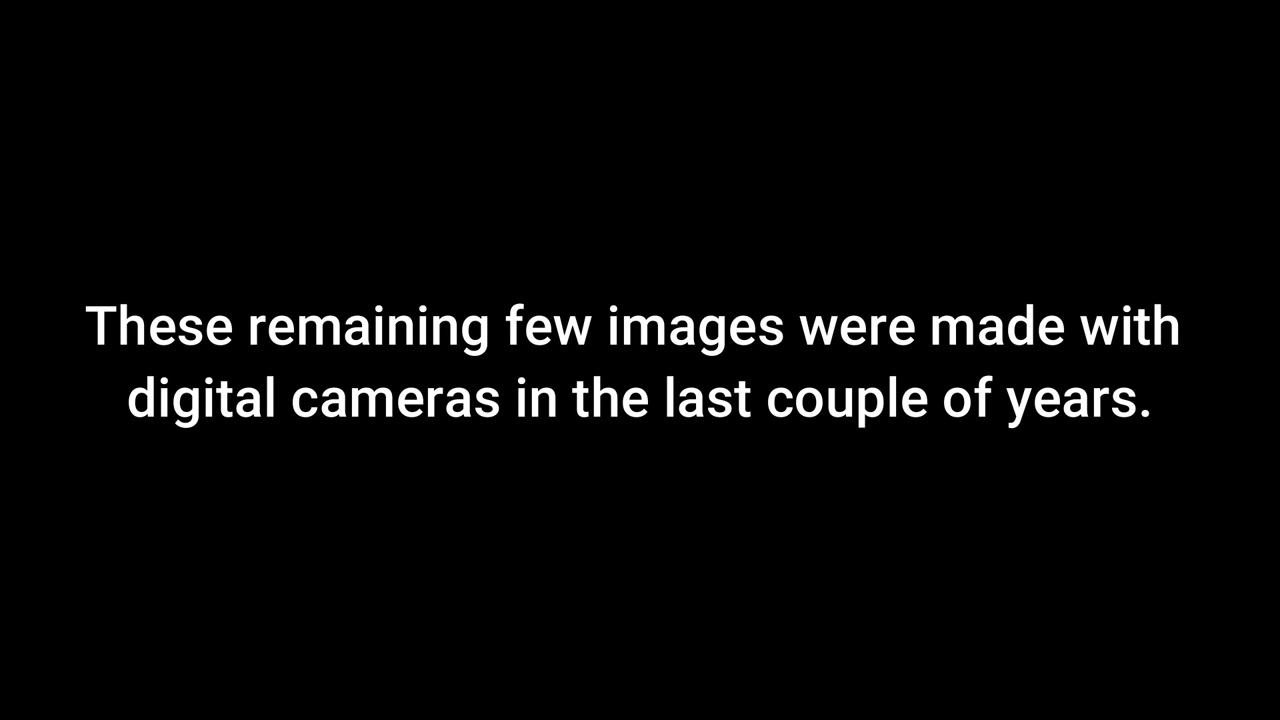 These remaining few images were made with
digital cameras in the last couple of years.